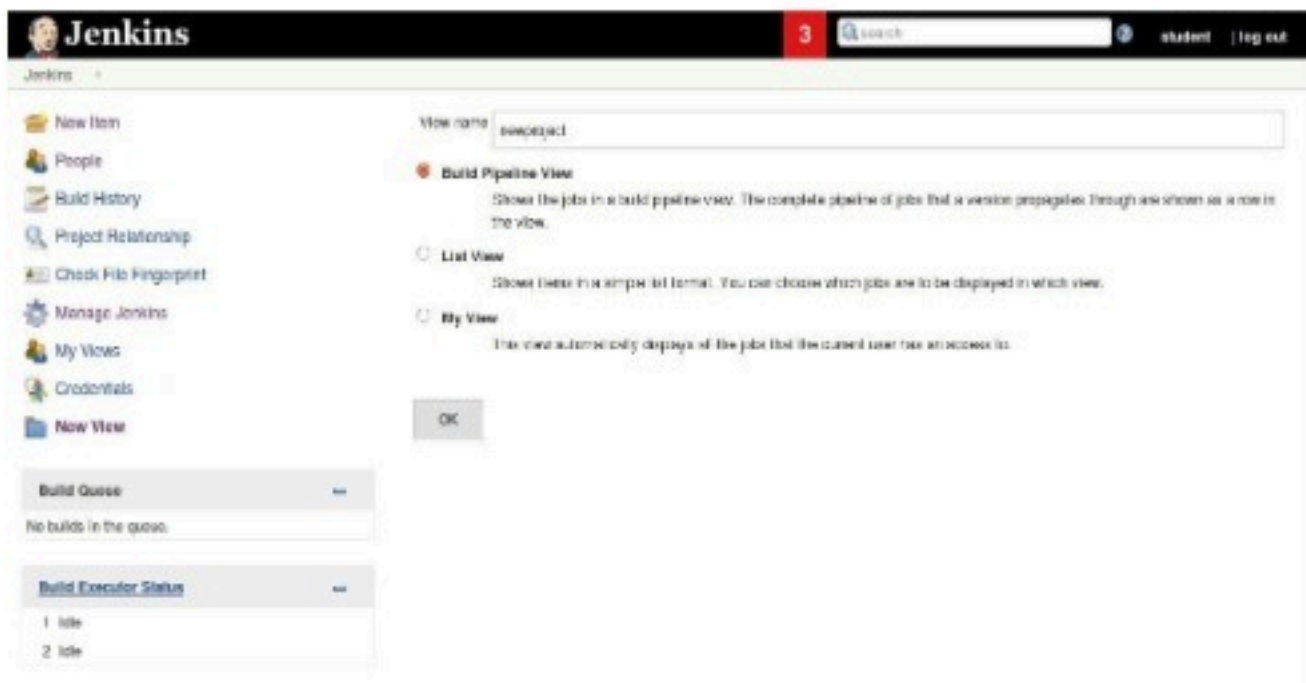 Jenkins
3
search
student | log out
Jenkins
New Item
People
Build History
Project Relationship
Check File Fingerprint
Manage Jenkins
My Views
Credentials
New View
Build Queue
No builds in the queue.
Build Executor Status
1 Idle
2 Idle
View name newproject
Build Pipeline View
Shows the jobs in a build pipeline view. The complete pipeline of jobs that a version propagates through are shown as a row in
the view.
List View
Shows items in a simple list format. You can choose which jobs are to be displayed in which view.
My View
This view automatically displays all the jobs that the current user has an access to.
OK